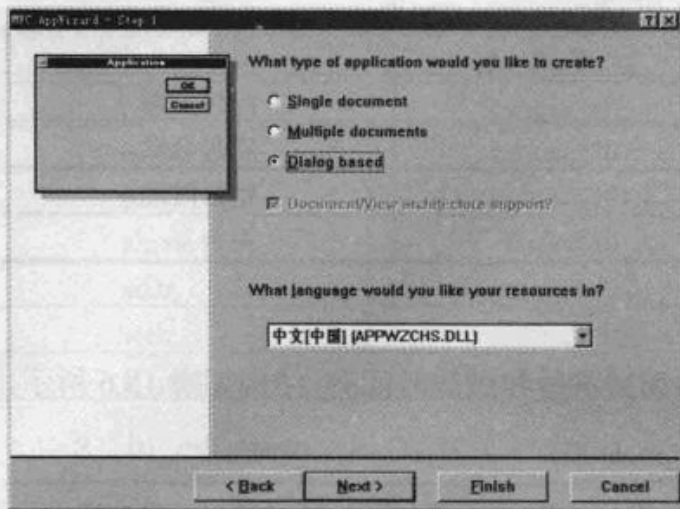 MFC AppWizard - Step 1
Application
OK
Cancel
What type of application would you like to create?
Single document
Multiple documents
Dialog based
Document/View architecture support?
What language would you like your resources in?
中文[中国] (APPWZCHS.DLL)
< Back
Next >
Finish
Cancel